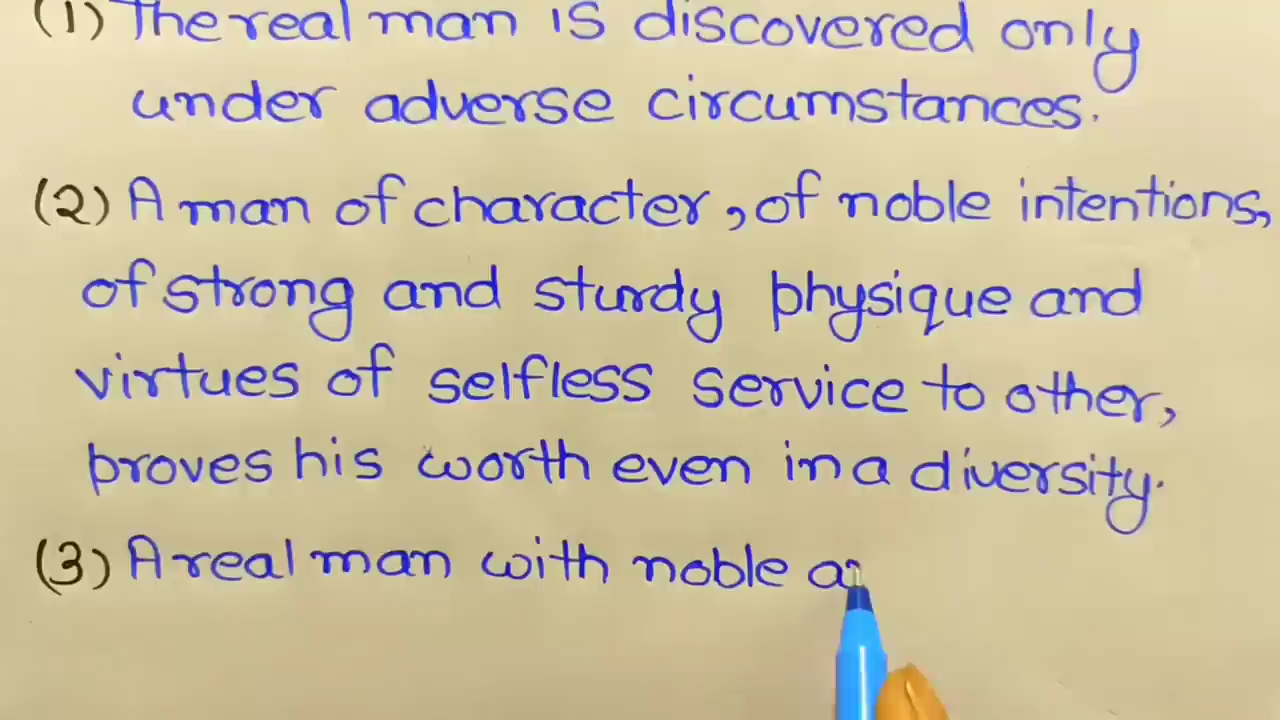 (1) The real man is discovered only
under adverse circumstances.
(2) A man of character, of noble intentions,
of strong and sturdy physique and
virtues of selfless service to other,
proves his worth even in a diversity.
(3) A real man with noble